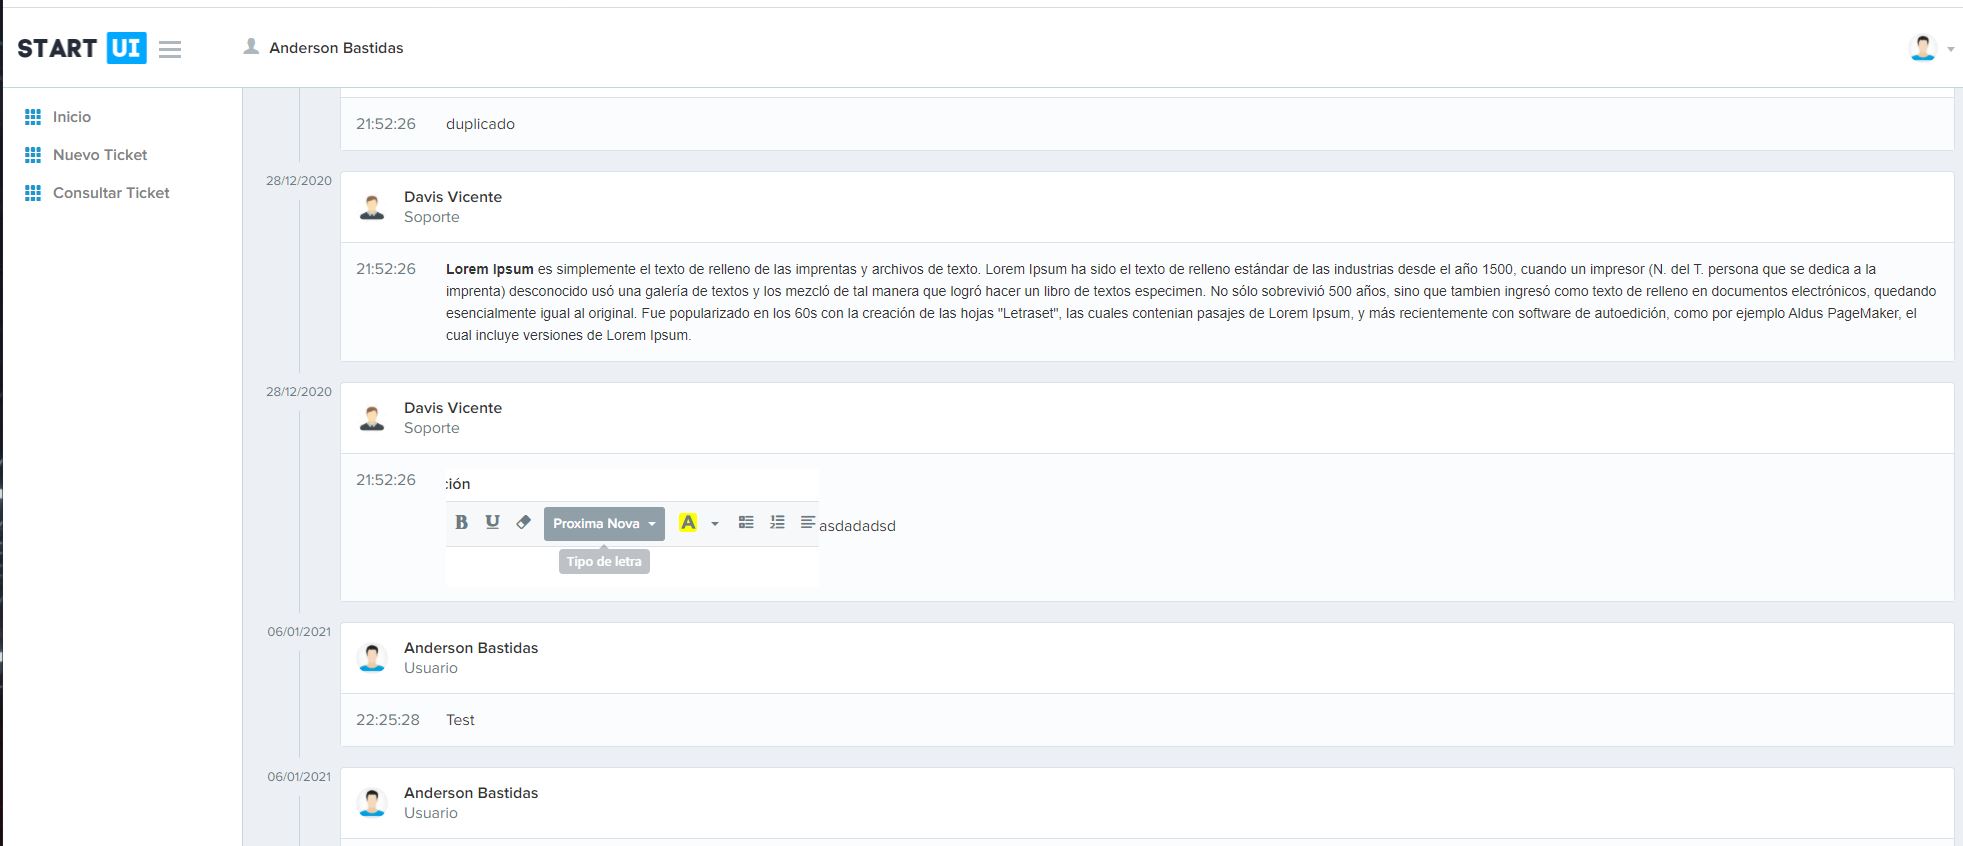 START UI
Anderson Bastidas
Inicio
Nuevo Ticket
Consultar Ticket
21:52:26 duplicado
28/12/2020
Davis Vicente
Soporte
21:52:26
Lorem Ipsum es simplemente el texto de relleno de las imprentas y archivos de texto. Lorem Ipsum ha sido el texto de relleno estándar de las industrias desde el año 1500, cuando un impresor (N. del T. persona que se dedica a la
imprenta) desconocido usó una galería de textos y los mezcló de tal manera que logró hacer un libro de textos especimen. No sólo sobrevivió 500 años, sino que tambien ingresó como texto de relleno en documentos electrónicos, quedando
esencialmente igual al original. Fue popularizado en los 60s con la creación de las hojas "Letraset", las cuales contenian pasajes de Lorem Ipsum, y más recientemente con software de autoedición, como por ejemplo Aldus PageMaker, el
cual incluye versiones de Lorem Ipsum.
28/12/2020
Davis Vicente
Soporte
21:52:26
ción
B U Proxima Nova A
asdadadsd
Tipo de letra
06/01/2021
Anderson Bastidas
Usuario
22:25:28 Test
06/01/2021
Anderson Bastidas
Usuario